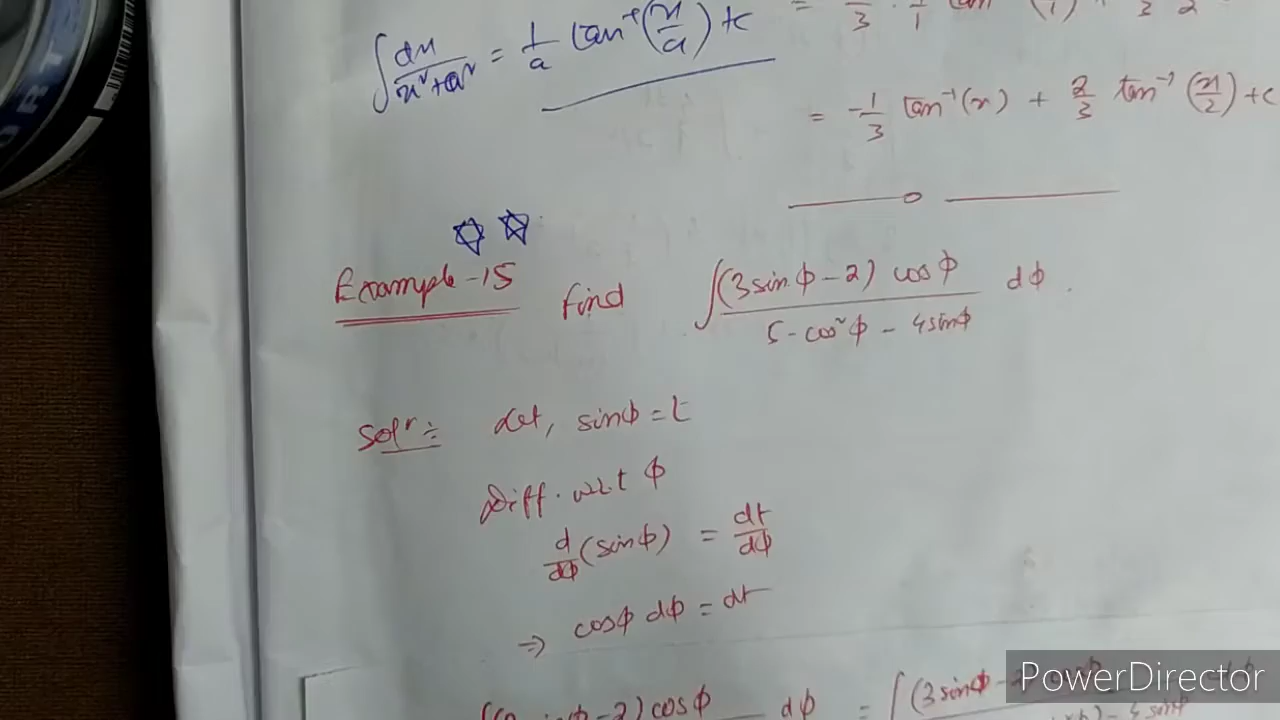 ∫ dx/(x²+a²) = 1/a tan⁻¹(x/a) + c
= -1/3 tan⁻¹(x) + 2/3 tan⁻¹(x/2) + c
Example-15 find ∫ (3sinϕ-2) cosϕ / (5-cos²ϕ - 4sinϕ) dϕ.
Solⁿ: Let, sinϕ = t
Diff. w.r.t ϕ
d/dϕ (sinϕ) = dt/dϕ
⇒ cosϕ dϕ = dt
PowerDirector